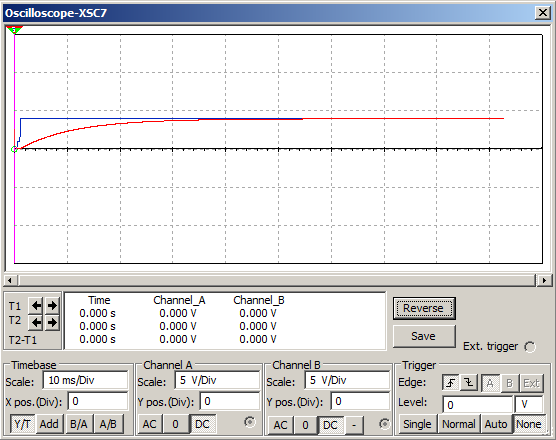 Oscilloscope-XSC7
Time Channel_A Channel_B
T1 0.000 s 0.000 V 0.000 V
T2 0.000 s 0.000 V 0.000 V
T2-T1 0.000 s 0.000 V 0.000 V
Reverse
Save
Ext. trigger
Timebase
Scale: 10 ms/Div
X pos.(Div): 0
Y/T Add B/A A/B
Channel A
Scale: 5 V/Div
Y pos.(Div): 0
AC 0 DC
Channel B
Scale: 5 V/Div
Y pos.(Div): 0
AC 0 DC -
Trigger
Edge: A B Ext
Level: 0 V
Single Normal Auto None